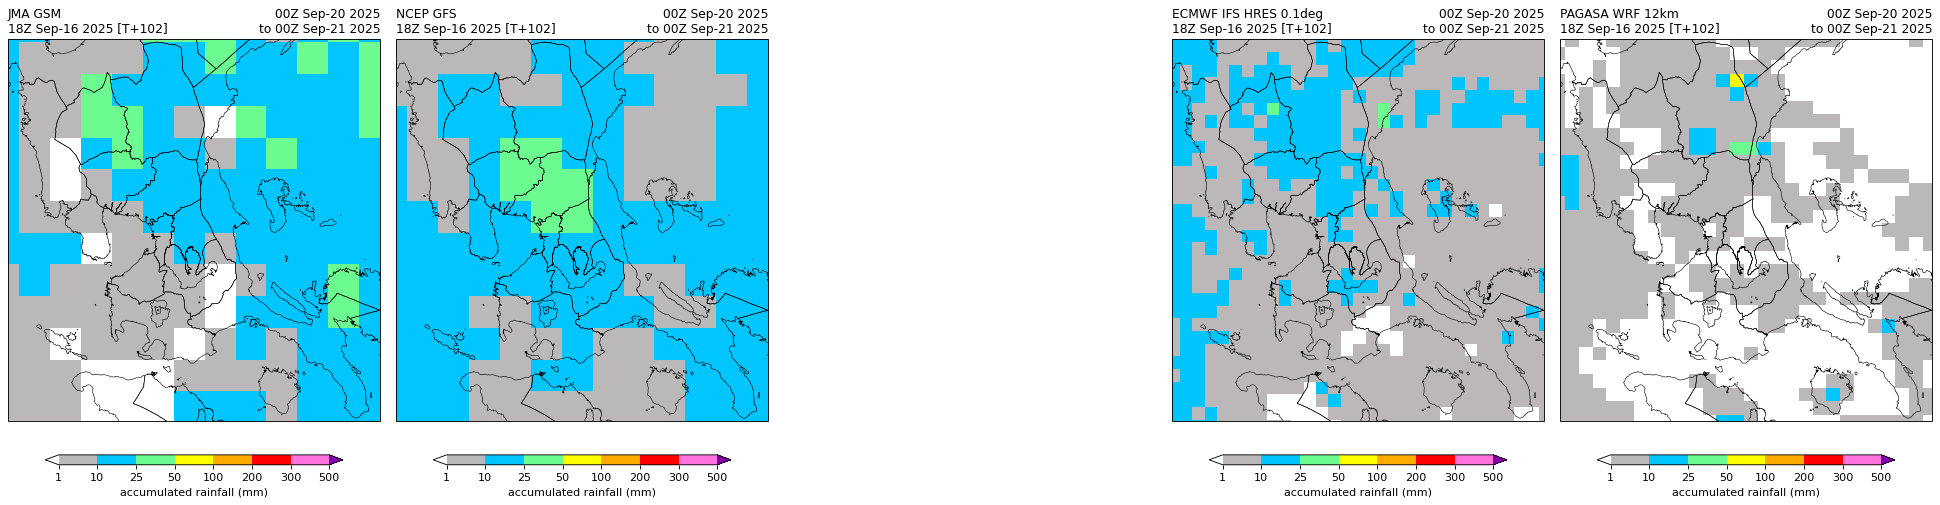 JMA GSM 00Z Sep-20 2025
18Z Sep-16 2025 [T+102] to 00Z Sep-21 2025
1 10 25 50 100 200 300 500
accumulated rainfall (mm)
NCEP GFS 00Z Sep-20 2025
18Z Sep-16 2025 [T+102] to 00Z Sep-21 2025
1 10 25 50 100 200 300 500
accumulated rainfall (mm)
ECMWF IFS HRES 0.1deg 00Z Sep-20 2025
18Z Sep-16 2025 [T+102] to 00Z Sep-21 2025
1 10 25 50 100 200 300 500
accumulated rainfall (mm)
PAGASA WRF 12km 00Z Sep-20 2025
18Z Sep-16 2025 [T+102] to 00Z Sep-21 2025
1 10 25 50 100 200 300 500
accumulated rainfall (mm)